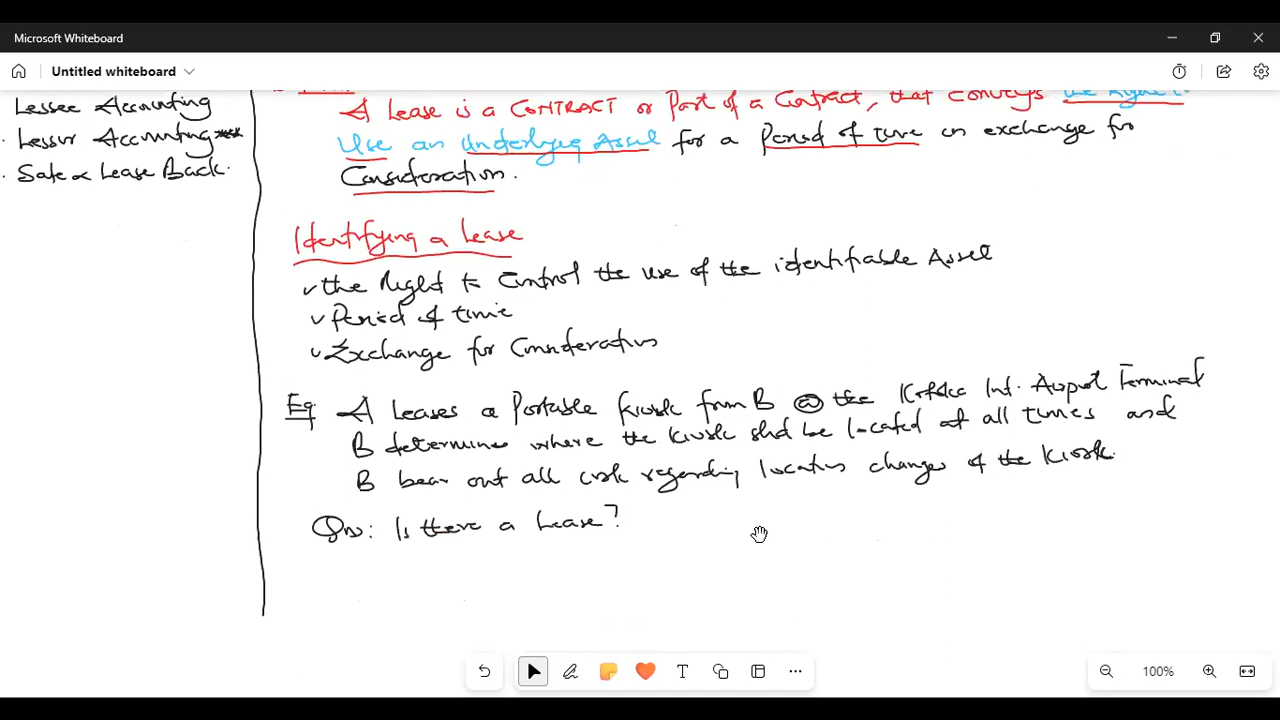 Microsoft Whiteboard
Untitled whiteboard
Lessee Accounting
Lessor Accounting
Sale & Lease Back.
A Lease is a CONTRACT or Part of a Contract, that conveys the Right
Use an Underlying Asset for a Period of time in exchange for
Consideration.
Identifying a Lease
the Right to Control the use of the identifiable Asset
Period of time
Exchange for Consideration
Eg: A leases a Portable Kiosk from B @ the Kotoka Int. Airport Terminal
B determines where the Kiosk shd be located at all times and
B bear out all risk regarding location changes of the Kiosk.
Qns: Is there a Lease?
100%